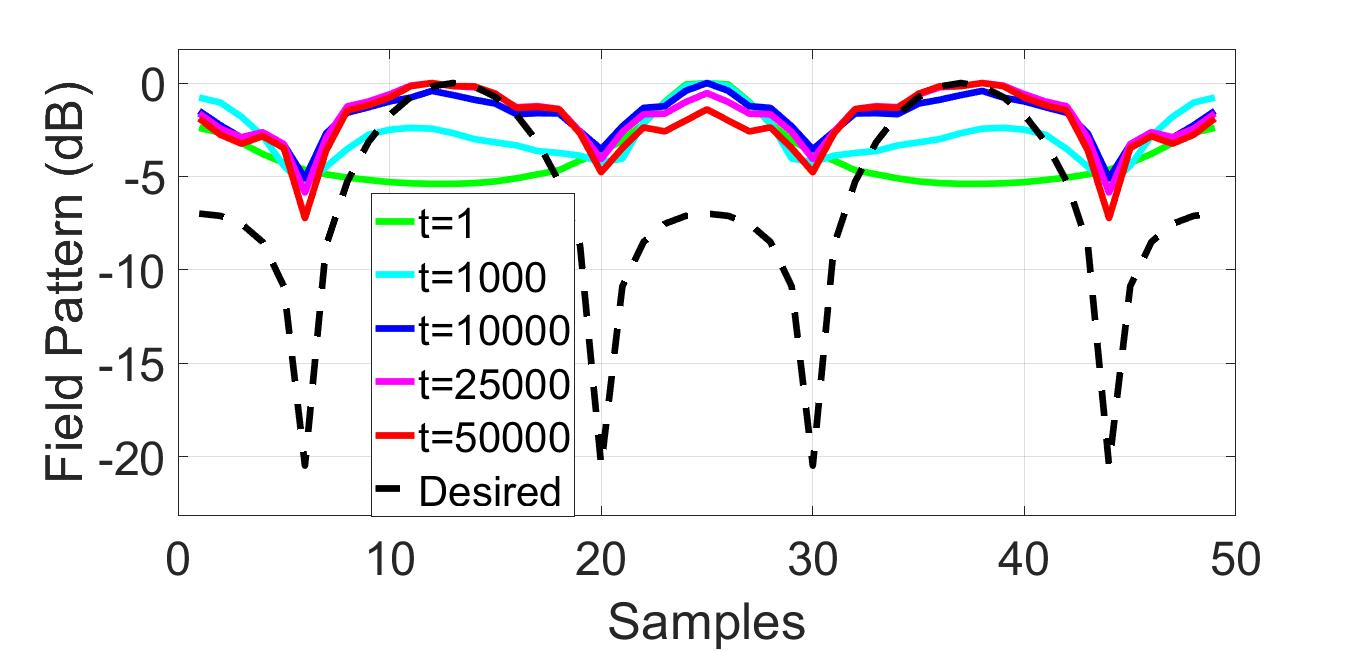 Field Pattern (dB)
0
-5
-10
-15
-20
t=1
t=1000
t=10000
t=25000
t=50000
Desired
0 10 20 30 40 50
Samples